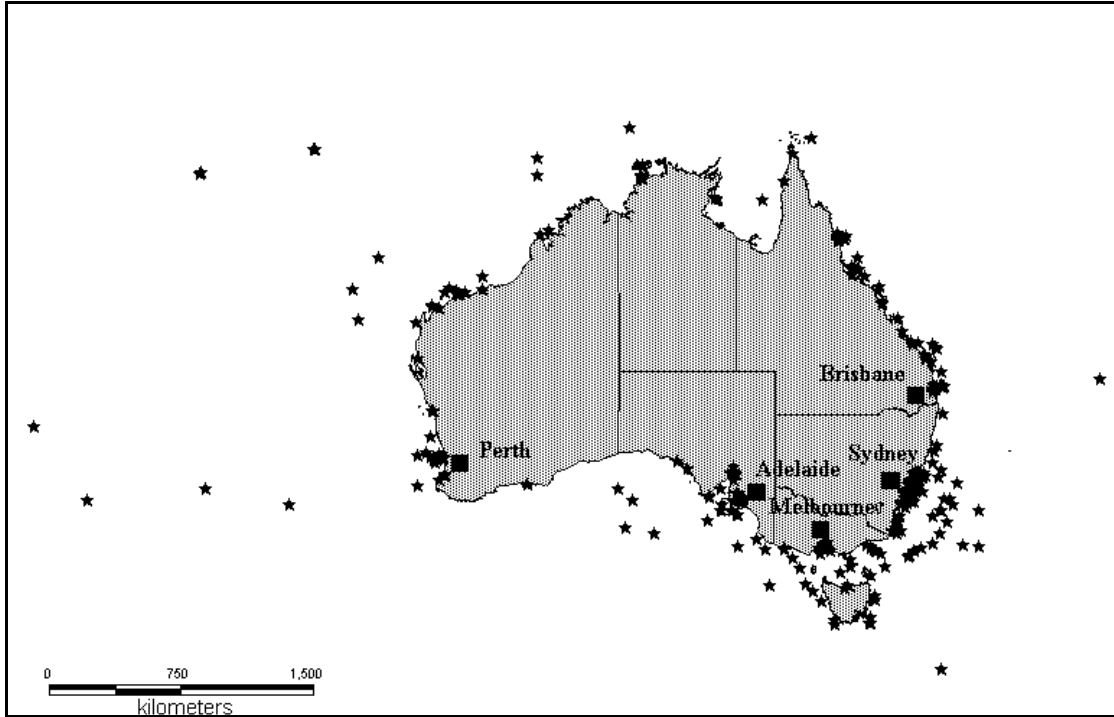 Brisbane
Perth
Sydney
Adelaide
Melbourne
0 750 1,500
kilometers